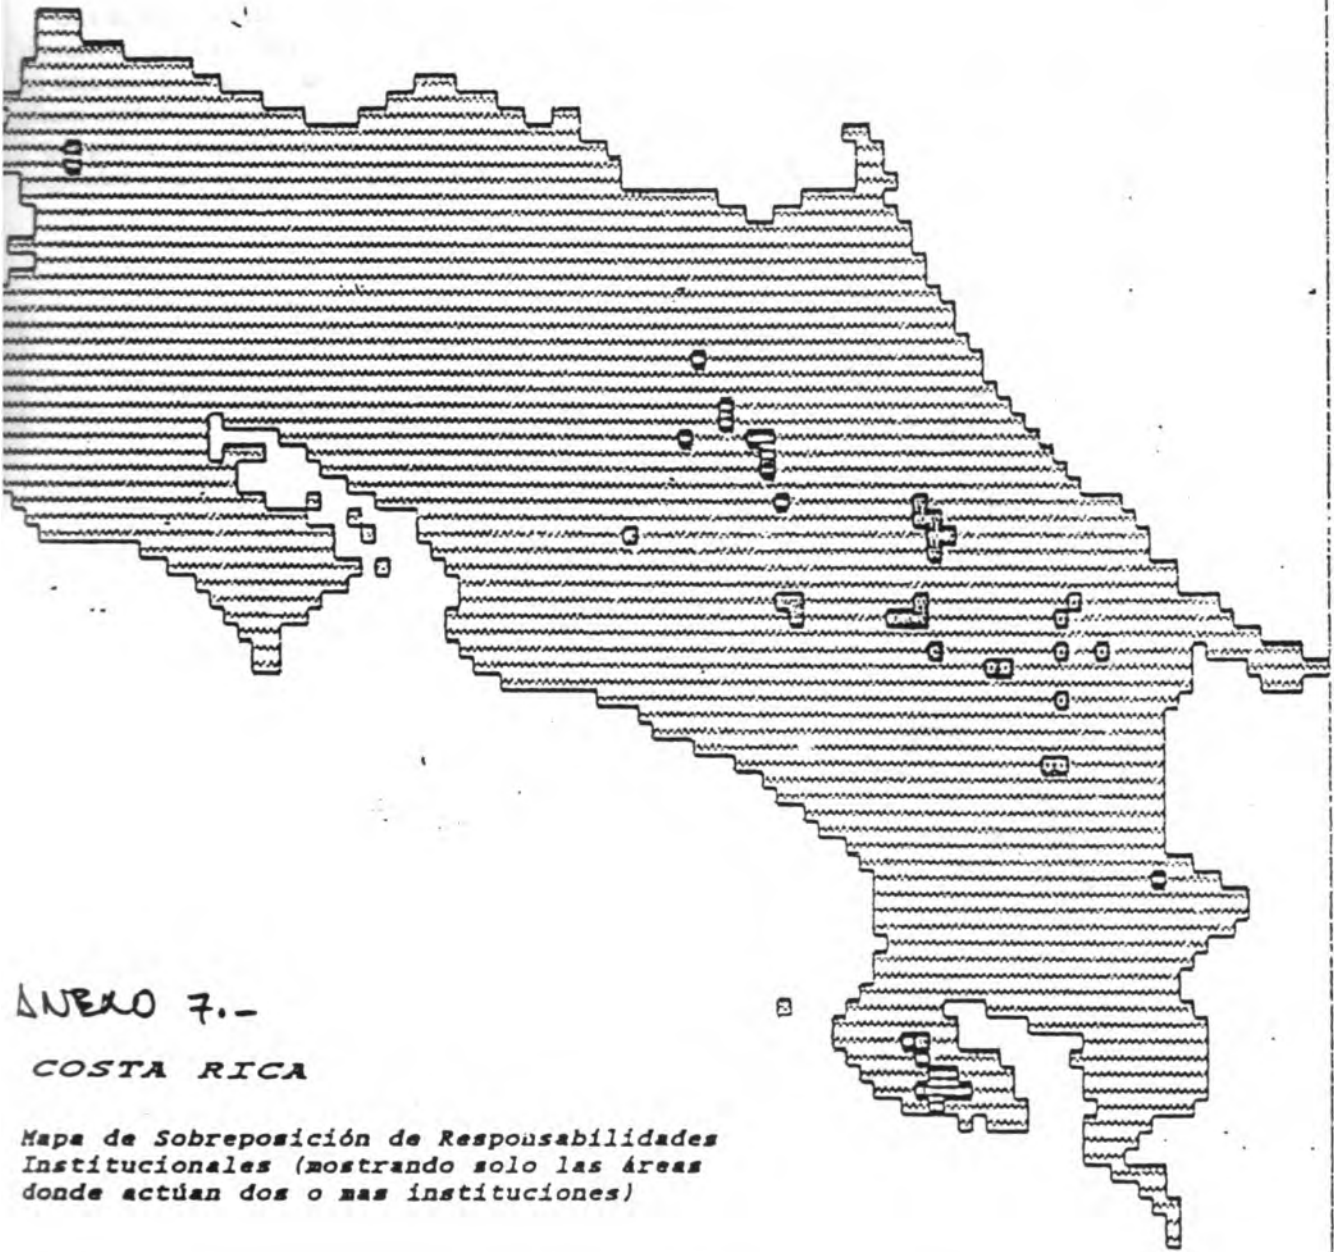 ANEXO 7.-
COSTA RICA
Mapa de Sobreposición de Responsabilidades
Institucionales (mostrando solo las áreas
donde actúan dos o mas instituciones)